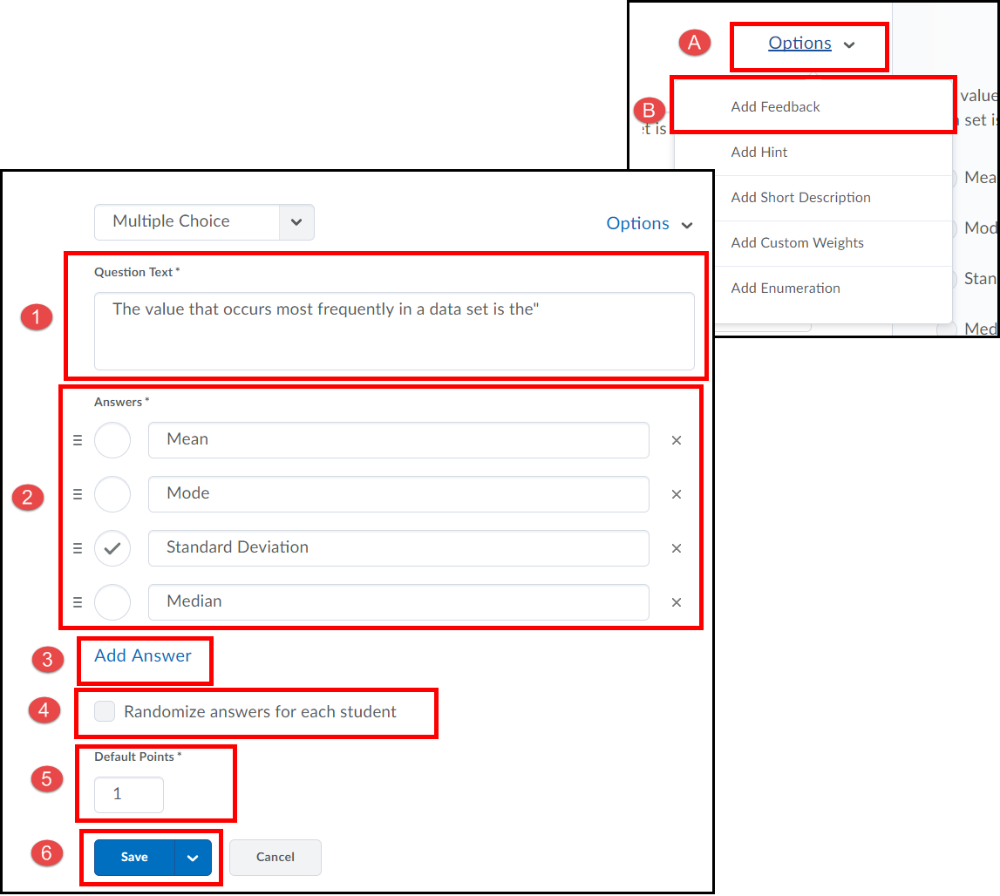 A
Options
B
Add Feedback
value
set is
et is
Add Hint
Mea
Add Short Description
Mod
Add Custom Weights
Stan
Add Enumeration
Med
Multiple Choice
Options
Question Text *
1
The value that occurs most frequently in a data set is the"
Answers *
Mean
2
Mode
Standard Deviation
Median
3
Add Answer
4
Randomize answers for each student
Default Points *
5
1
6
Save
Cancel